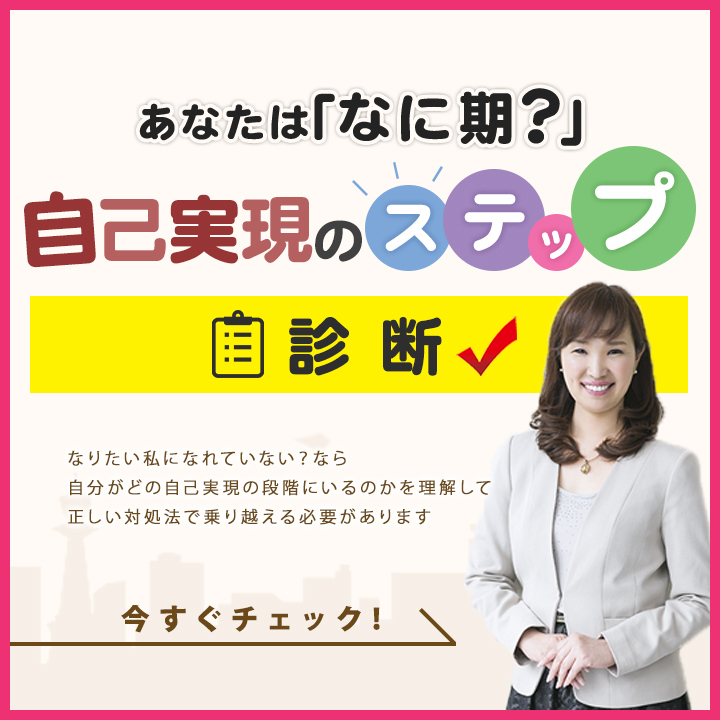 あなたは「なに期?」
自己実現のステップ
診断
なりたい私になれていない?なら
自分がどの自己実現の段階にいるのかを理解して
正しい対処法で乗り越える必要があります
今すぐチェック!